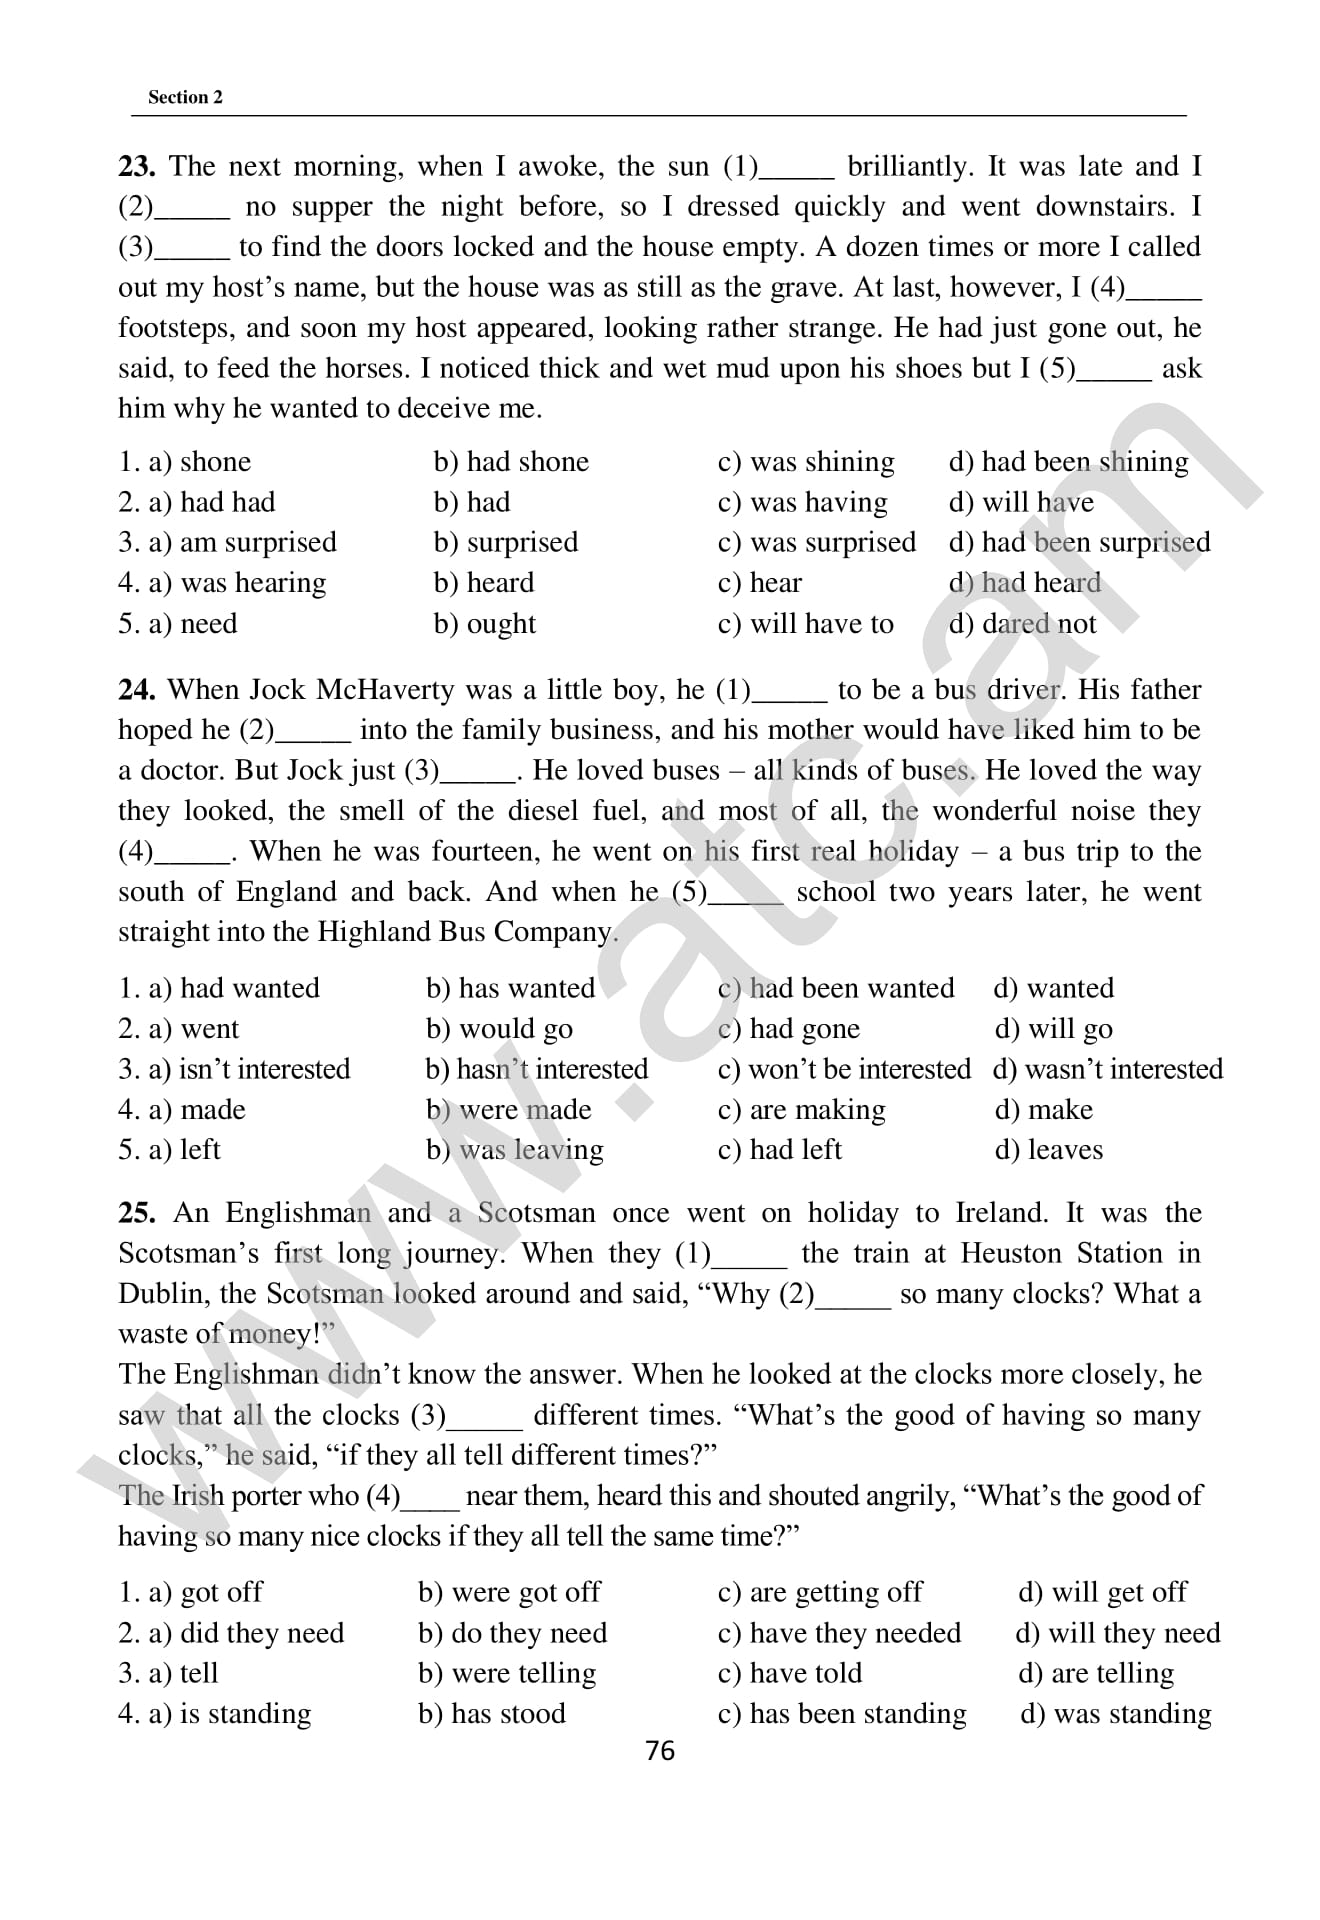 Section 2
23. The next morning, when I awoke, the sun (1)_____ brilliantly. It was late and I
(2)_____ no supper the night before, so I dressed quickly and went downstairs. I
(3)_____ to find the doors locked and the house empty. A dozen times or more I called
out my host’s name, but the house was as still as the grave. At last, however, I (4)_____
footsteps, and soon my host appeared, looking rather strange. He had just gone out, he
said, to feed the horses. I noticed thick and wet mud upon his shoes but I (5)_____ ask
him why he wanted to deceive me.
1. a) shone b) had shone c) was shining d) had been shining
2. a) had had b) had c) was having d) will have
3. a) am surprised b) surprised c) was surprised d) had been surprised
4. a) was hearing b) heard c) hear d) had heard
5. a) need b) ought c) will have to d) dared not
24. When Jock McHaverty was a little boy, he (1)_____ to be a bus driver. His father
hoped he (2)_____ into the family business, and his mother would have liked him to be
a doctor. But Jock just (3)_____. He loved buses – all kinds of buses. He loved the way
they looked, the smell of the diesel fuel, and most of all, the wonderful noise they
(4)_____. When he was fourteen, he went on his first real holiday – a bus trip to the
south of England and back. And when he (5)_____ school two years later, he went
straight into the Highland Bus Company.
1. a) had wanted b) has wanted c) had been wanted d) wanted
2. a) went b) would go c) had gone d) will go
3. a) isn’t interested b) hasn’t interested c) won’t be interested d) wasn’t interested
4. a) made b) were made c) are making d) make
5. a) left b) was leaving c) had left d) leaves
25. An Englishman and a Scotsman once went on holiday to Ireland. It was the
Scotsman’s first long journey. When they (1)_____ the train at Heuston Station in
Dublin, the Scotsman looked around and said, “Why (2)_____ so many clocks? What a
waste of money!”
The Englishman didn’t know the answer. When he looked at the clocks more closely, he
saw that all the clocks (3)_____ different times. “What’s the good of having so many
clocks,” he said, “if they all tell different times?”
The Irish porter who (4)____ near them, heard this and shouted angrily, “What’s the good of
having so many nice clocks if they all tell the same time?”
1. a) got off b) were got off c) are getting off d) will get off
2. a) did they need b) do they need c) have they needed d) will they need
3. a) tell b) were telling c) have told d) are telling
4. a) is standing b) has stood c) has been standing d) was standing
76
www.atc.am